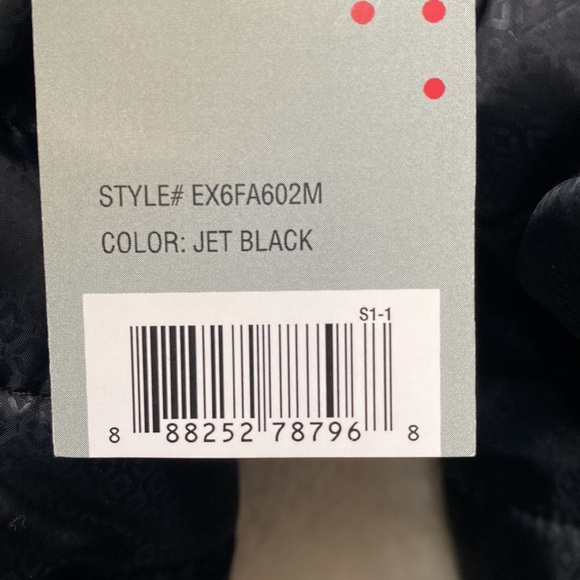 STYLE# EX6FA602M
COLOR: JET BLACK
S1-1
8 88252 78796 8